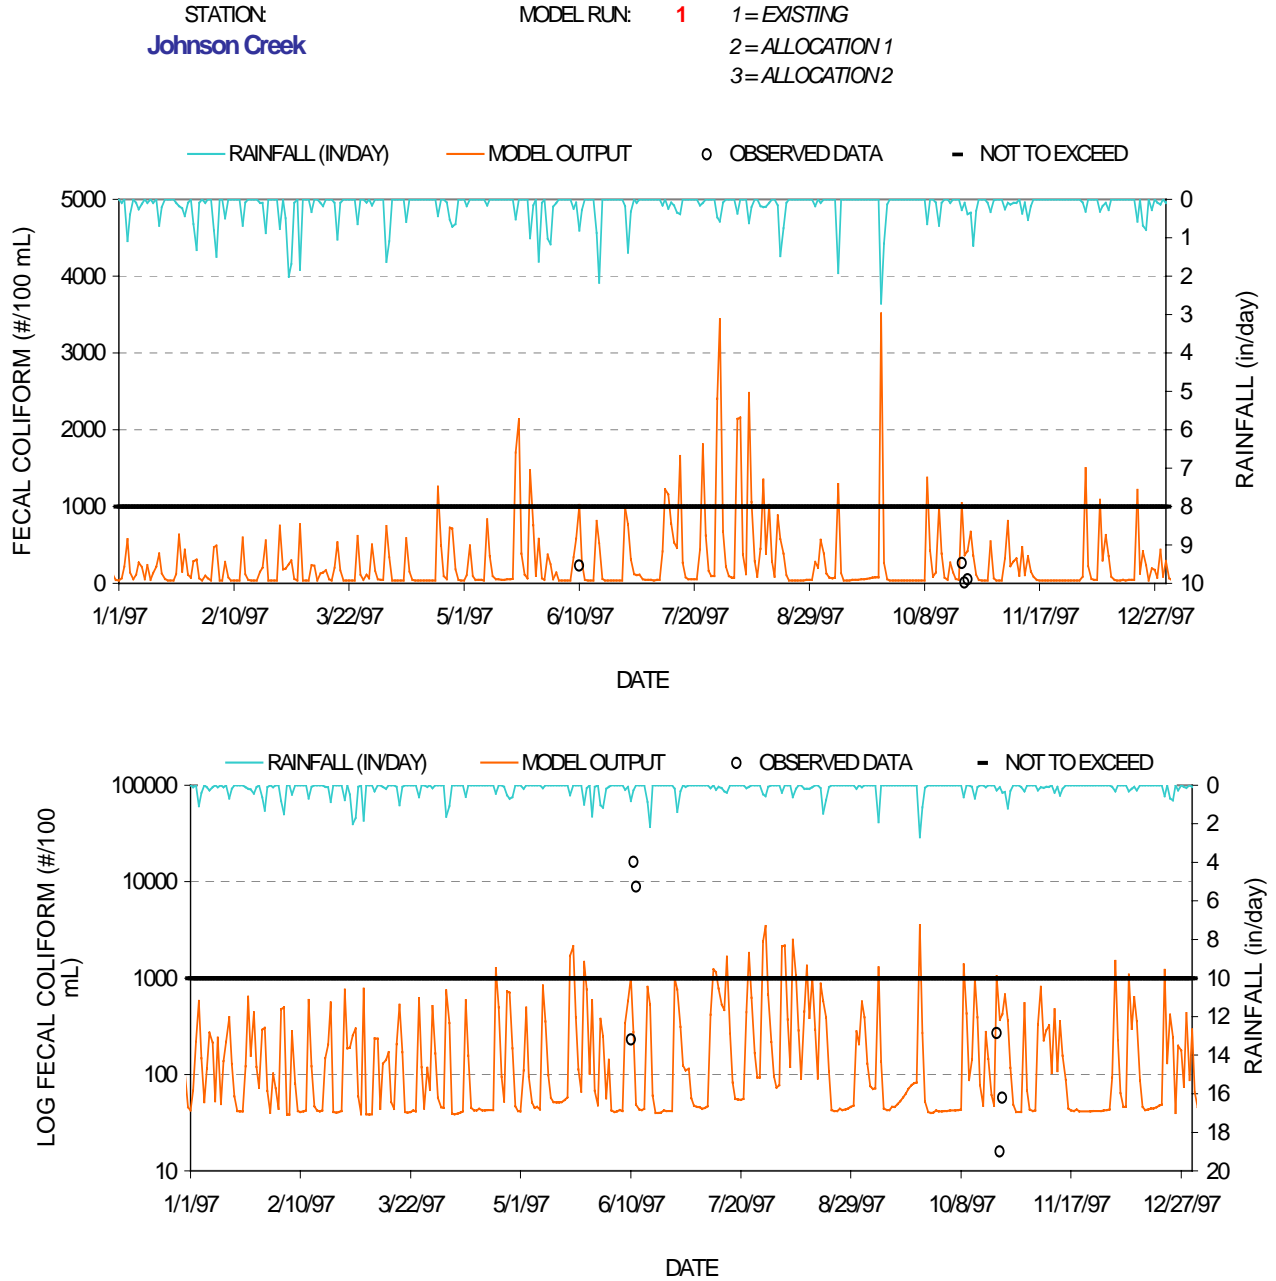 STATION: MODEL RUN: 1 1 = EXISTING
Johnson Creek 2 = ALLOCATION 1
3 = ALLOCATION 2
RAINFALL (IN/DAY) MODEL OUTPUT OBSERVED DATA NOT TO EXCEED
FECAL COLIFORM (#/100 mL)
5000
4000
3000
2000
1000
0
0
1
2
3
4
5
6
7
8
9
10
RAINFALL (in/day)
1/1/97 2/10/97 3/22/97 5/1/97 6/10/97 7/20/97 8/29/97 10/8/97 11/17/97 12/27/97
DATE
RAINFALL (IN/DAY) MODEL OUTPUT OBSERVED DATA NOT TO EXCEED
LOG FECAL COLIFORM (#/100
mL)
100000
10000
1000
100
10
0
2
4
6
8
10
12
14
16
18
20
RAINFALL (in/day)
1/1/97 2/10/97 3/22/97 5/1/97 6/10/97 7/20/97 8/29/97 10/8/97 11/17/97 12/27/97
DATE